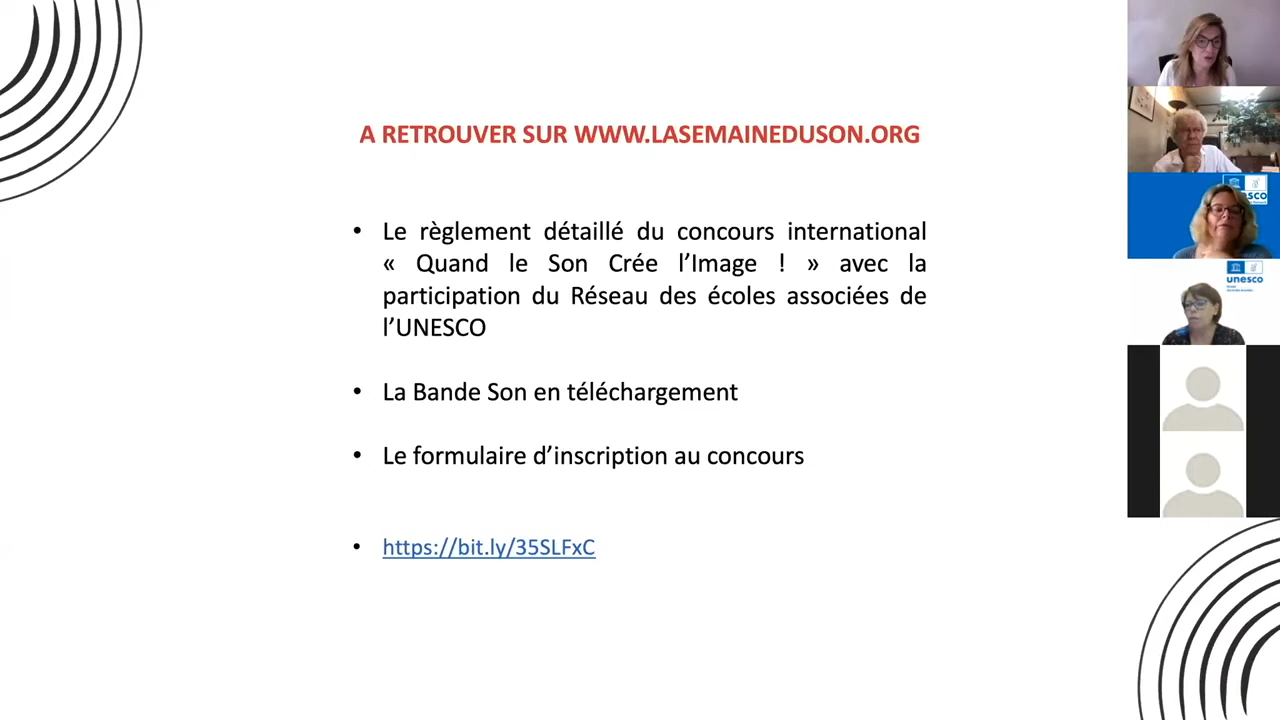 A RETROUVER SUR WWW.LASEMAINEDUSON.ORG
• Le règlement détaillé du concours international
« Quand le Son Crée l’Image ! » avec la
participation du Réseau des écoles associées de
l’UNESCO
• La Bande Son en téléchargement
• Le formulaire d’inscription au concours
• https://bit.ly/35SLFxC
unesco